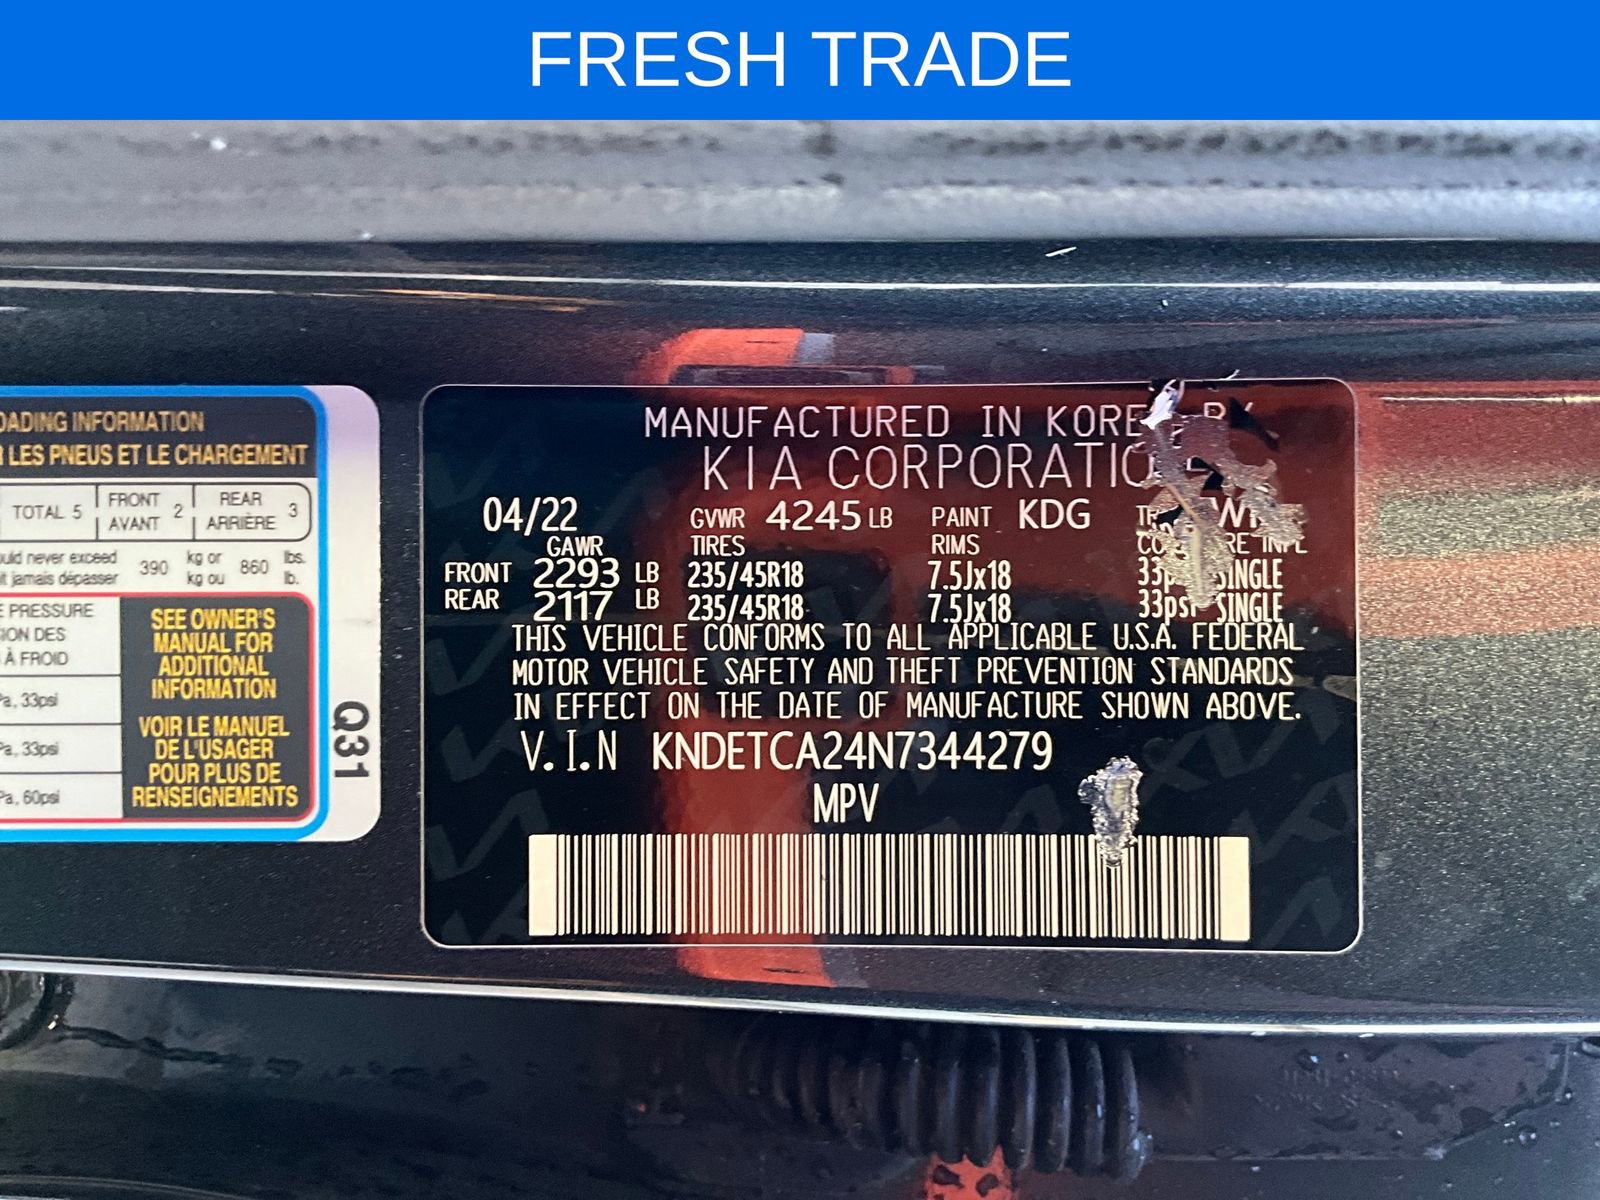 FRESH TRADE
OADING INFORMATION
R LES PNEUS ET LE CHARGEMENT
TOTAL 5 FRONT AVANT 2 REAR ARRIÈRE 3
uld never exceed
it jamais dépasser 390 kg or kg ou 860 lbs. lb.
E PRESSURE
ION DES
À FROID
Pa, 33psi
Pa, 33psi
Pa, 60psi
SEE OWNER'S
MANUAL FOR
ADDITIONAL
INFORMATION
VOIR LE MANUEL
DE L'USAGER
POUR PLUS DE
RENSEIGNEMENTS
Q31
MANUFACTURED IN KORE BY
KIA CORPORATIO
04/22 GVWR 4245 LB PAINT KDG
GAWR TIRES RIMS
FRONT 2293 LB 235/45R18 7.5Jx18 33p SINGLE
REAR 2117 LB 235/45R18 7.5Jx18 33psi SINGLE
THIS VEHICLE CONFORMS TO ALL APPLICABLE U.S.A. FEDERAL
MOTOR VEHICLE SAFETY AND THEFT PREVENTION STANDARDS
IN EFFECT ON THE DATE OF MANUFACTURE SHOWN ABOVE.
V.I.N KNDETCA24N7344279
MPV